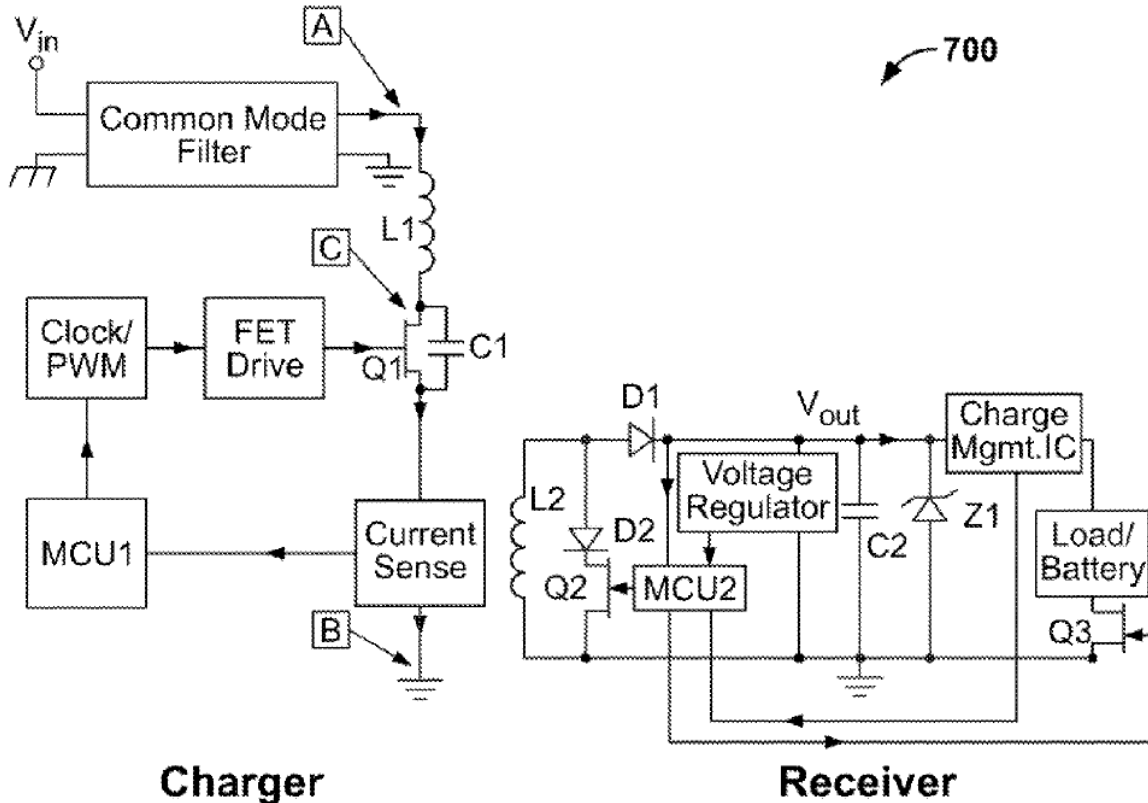 A
V_in
700
Common Mode
Filter
L1
C
Clock/
PWM
FET
Drive
Q1
C1
D1
V_out
Charge
Mgmt.IC
Voltage
Regulator
L2
D2
Z1
C2
MCU1
Current
Sense
Load/
Battery
Q2
MCU2
Q3
B
Charger
Receiver